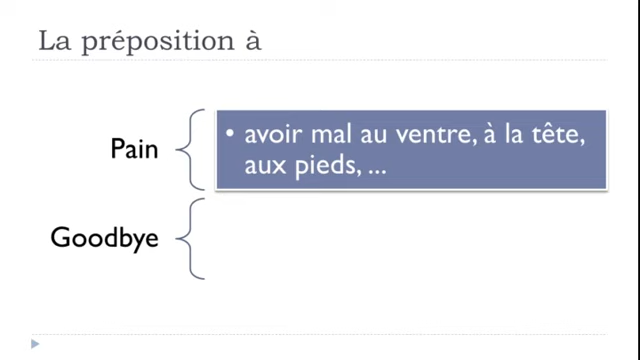 La préposition à
Pain
• avoir mal au ventre, à la tête,
aux pieds, ...
Goodbye